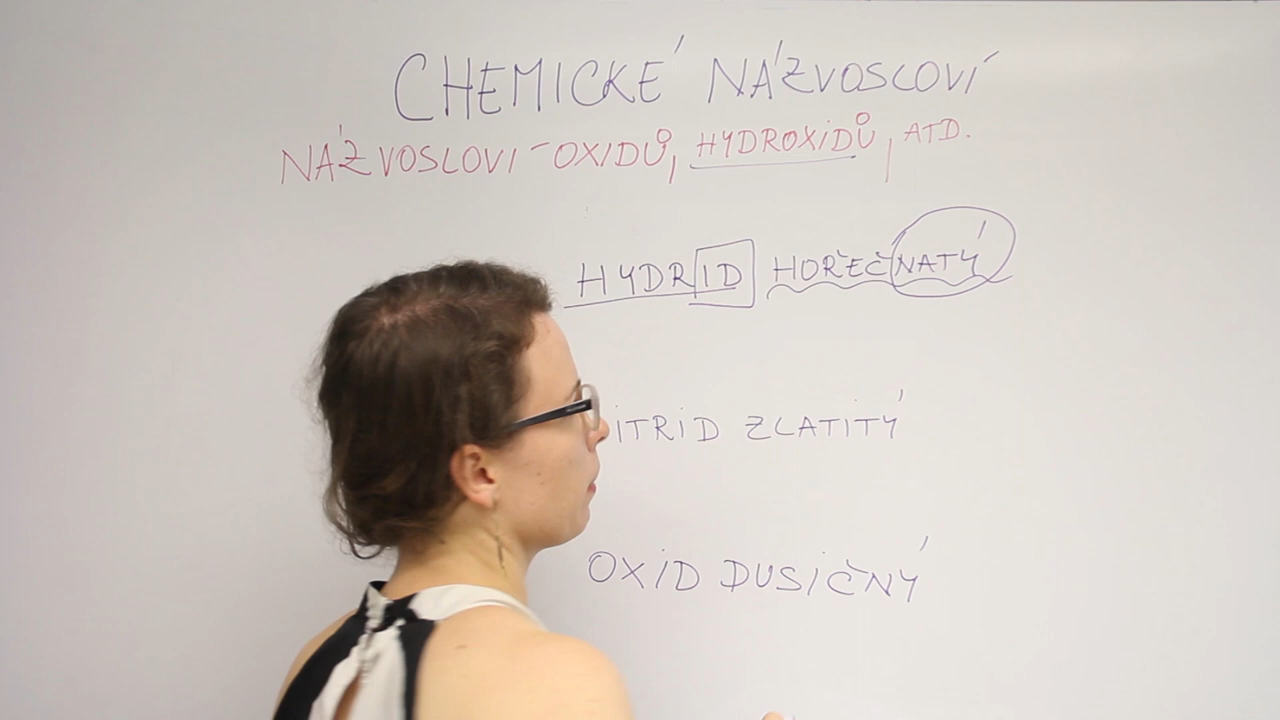 CHEMICKÉ NÁZVOSLOVÍ
NÁZVOSLOVÍ OXIDŮ, HYDROXIDŮ, ATD.
HYDRID HOŘEČNATÝ
ITRID ZLATITÝ
OXID DUSIČNÝ